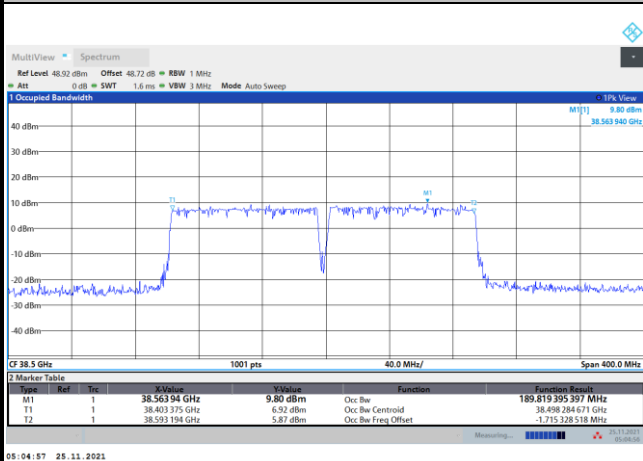 MultiView Spectrum
Ref Level 48.92 dBm Offset 48.72 dB RBW 1 MHz
Att 0 dB SWT 1.6 ms VBW 3 MHz Mode Auto Sweep
1 Occupied Bandwidth 1Pk View
M1[1] 9.80 dBm
38.563 940 GHz
40 dBm
30 dBm
20 dBm
10 dBm
0 dBm
-10 dBm
-20 dBm
-30 dBm
-40 dBm
T1
M1
T2
CF 38.5 GHz 1001 pts 40.0 MHz/ Span 400.0 MHz
2 Marker Table
Type Ref Trc X-Value Y-Value Function Function Result
M1 1 38.563 94 GHz 9.80 dBm Occ Bw 189.819 395 397 MHz
T1 1 38.403 375 GHz 6.92 dBm Occ Bw Centroid 38.498 284 671 GHz
T2 1 38.593 194 GHz 5.87 dBm Occ Bw Freq Offset -1.715 328 518 MHz
Measuring... 25.11.2021
05:04:56
05:04:57 25.11.2021